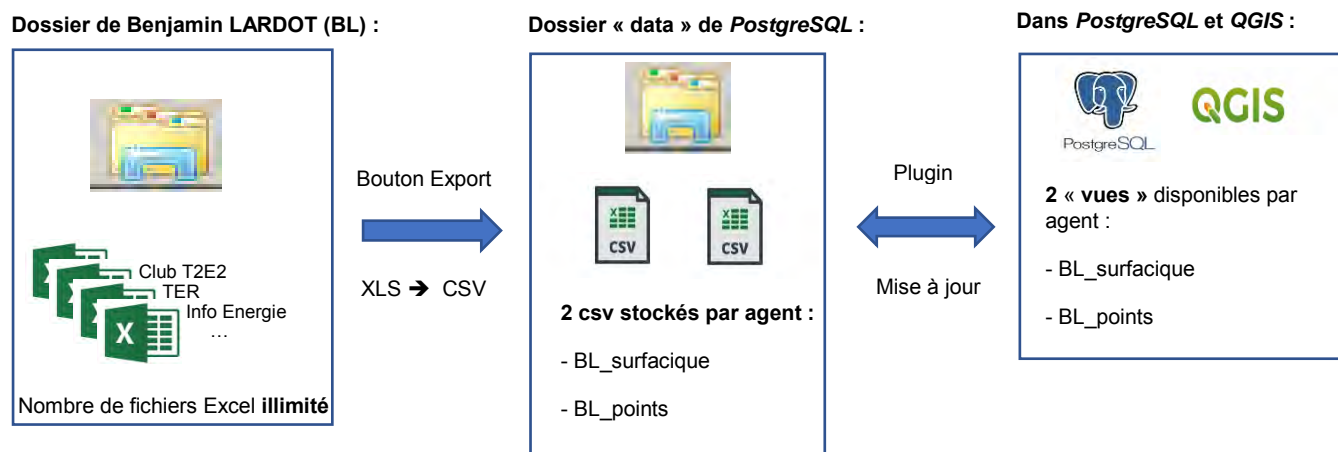 Dossier de Benjamin LARDOT (BL) :
Club T2E2
TER
Info Energie
…
X
Nombre de fichiers Excel illimité
Bouton Export
XLS ➔ CSV
Dossier « data » de PostgreSQL :
X
CSV
X
CSV
2 csv stockés par agent :
- BL_surfacique
- BL_points
Plugin
Mise à jour
Dans PostgreSQL et QGIS :
PostgreSQL
QGIS
2 « vues » disponibles par
agent :
- BL_surfacique
- BL_points